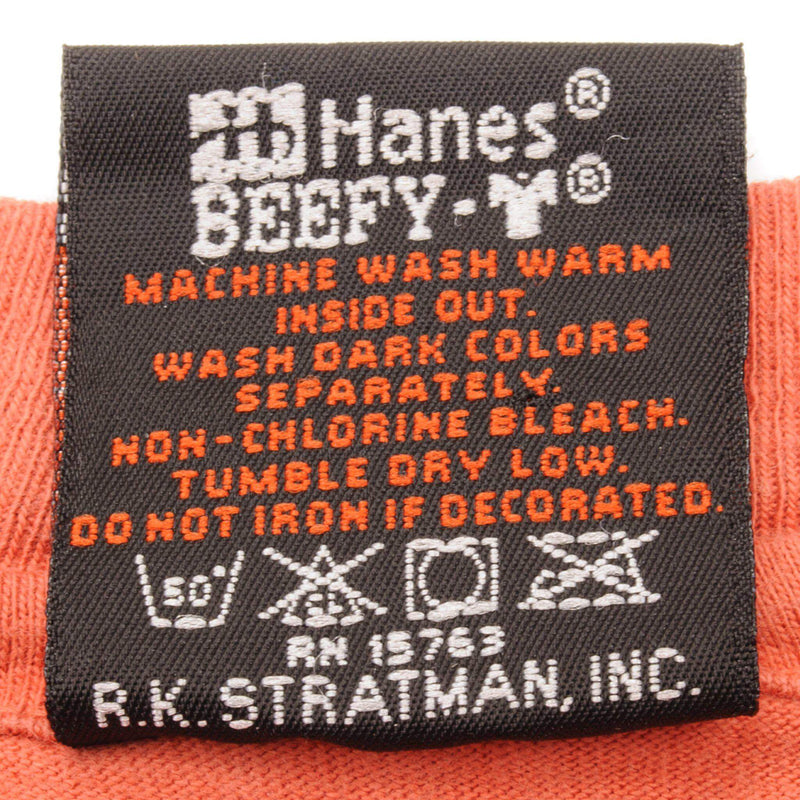 Hanes®
BEEFY-T®
MACHINE WASH WARM
INSIDE OUT.
WASH DARK COLORS
SEPARATELY.
NON-CHLORINE BLEACH.
TUMBLE DRY LOW.
DO NOT IRON IF DECORATED.
50° CL
RN 15763
R.K. STRATMAN, INC.